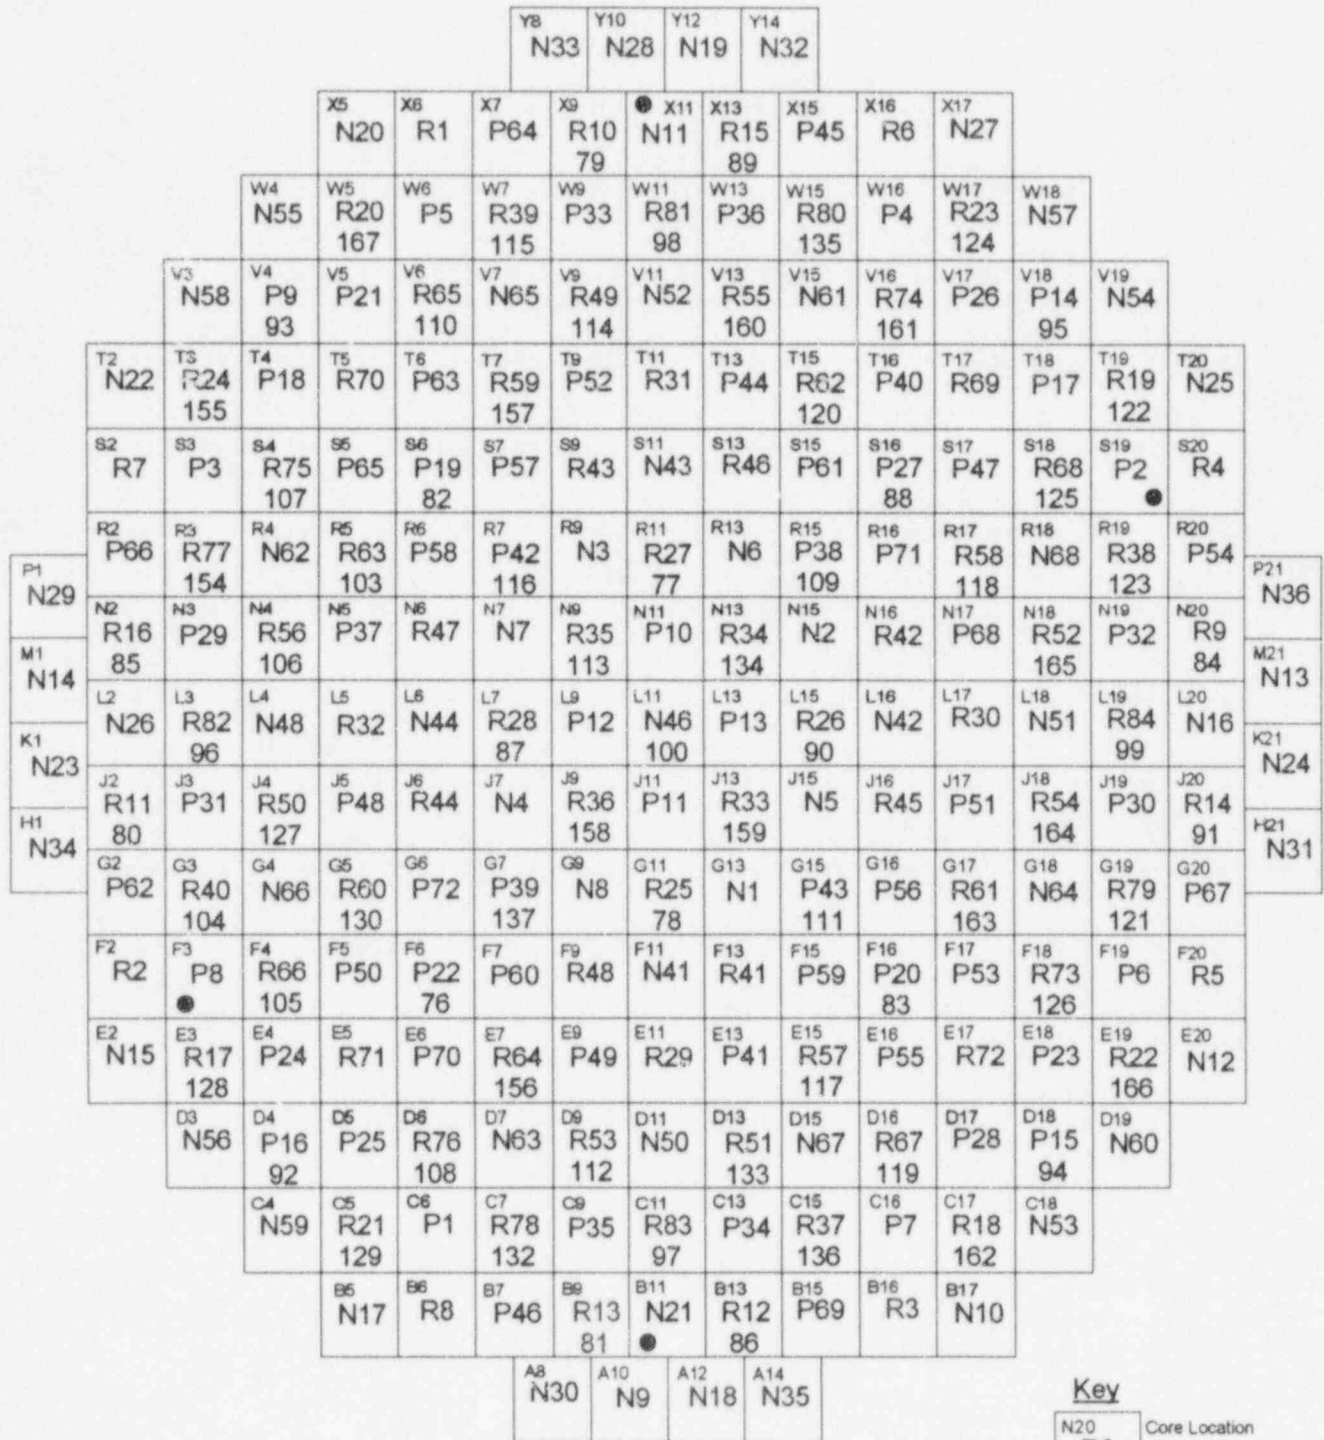 Y8 Y10 Y12 Y14
N33 N28 N19 N32
X5 X6 X7 X9 X11 X13 X15 X16 X17
N20 R1 P64 R10 N11 R15 P45 R6 N27
79 89
W4 W5 W6 W7 W9 W11 W13 W15 W16 W17 W18
N55 R20 P5 R39 P33 R81 P36 R80 P4 R23 N57
167 115 98 135 124
V3 V4 V5 V6 V7 V9 V11 V13 V15 V16 V17 V18 V19
N58 P9 P21 R65 N65 R49 N52 R55 N61 R74 P26 P14 N54
93 110 114 160 161 95
T2 T3 T4 T5 T6 T7 T9 T11 T13 T15 T16 T17 T18 T19 T20
N22 R24 P18 R70 P63 R59 P52 R31 P44 R62 P40 R69 P17 R19 N25
155 157 120 122
S2 S3 S4 S5 S6 S7 S9 S11 S13 S15 S16 S17 S18 S19 S20
R7 P3 R75 P65 P19 P57 R43 N43 R46 P61 P27 P47 R68 P2 R4
107 82 88 125
R2 R3 R4 R5 R6 R7 R9 R11 R13 R15 R16 R17 R18 R19 R20
P66 R77 N62 R63 P58 P42 N3 R27 N6 P38 P71 R58 N68 R38 P54
154 103 116 77 109 118 123
P1 P21
N29 N36
N2 N3 N4 N5 N6 N7 N9 N11 N13 N15 N16 N17 N18 N19 N20
R16 P29 R56 P37 R47 N7 R35 P10 R34 N2 R42 P68 R52 P32 R9
85 106 113 134 165 84
M1 M21
N14 N13
L2 L3 L4 L5 L6 L7 L9 L11 L13 L15 L16 L17 L18 L19 L20
N26 R82 N48 R32 N44 R28 P12 N46 P13 R26 N42 R30 N51 R84 N16
96 87 100 90 99
K1 K21
N23 N24
J2 J3 J4 J5 J6 J7 J9 J11 J13 J15 J16 J17 J18 J19 J20
R11 P31 R50 P48 R44 N4 R36 P11 R33 N5 R45 P51 R54 P30 R14
80 127 158 159 164 91
H1 H21
N34 N31
G2 G3 G4 G5 G6 G7 G9 G11 G13 G15 G16 G17 G18 G19 G20
P62 R40 N66 R60 P72 P39 N8 R25 N1 P43 P56 R61 N64 R79 P67
104 130 137 78 111 163 121
F2 F3 F4 F5 F6 F7 F9 F11 F13 F15 F16 F17 F18 F19 F20
R2 P8 R66 P50 P22 P60 R48 N41 R41 P59 P20 P53 R73 P6 R5
105 76 83 126
E2 E3 E4 E5 E6 E7 E9 E11 E13 E15 E16 E17 E18 E19 E20
N15 R17 P24 R71 P70 R64 P49 R29 P41 R57 P55 R72 P23 R22 N12
128 156 117 166
D3 D4 D5 D6 D7 D9 D11 D13 D15 D16 D17 D18 D19
N56 P16 P25 R76 N63 R53 N50 R51 N67 R67 P28 P15 N60
92 108 112 133 119 94
C4 C5 C6 C7 C9 C11 C13 C15 C16 C17 C18
N59 R21 P1 R78 P35 R83 P34 R37 P7 R18 N53
129 132 97 136 162
B5 B6 B7 B9 B11 B13 B15 B16 B17
N17 R8 P46 R13 N21 R12 P69 R3 N10
81 86
A8 A10 A12 A14
N30 N9 N18 N35
Key
N20 Core Location